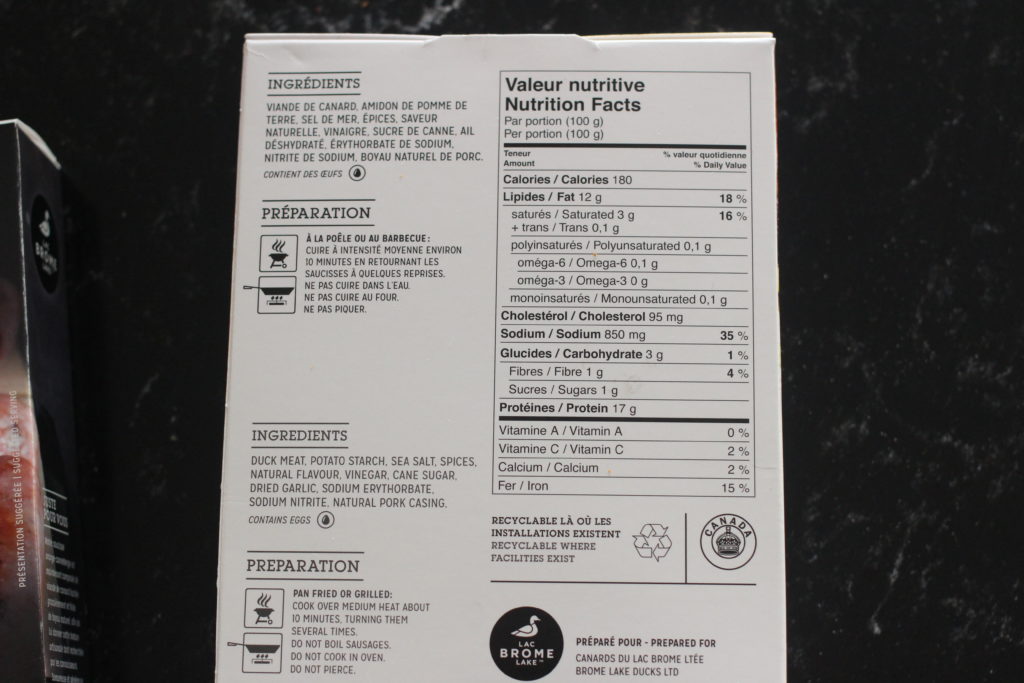 INGRÉDIENTS
VIANDE DE CANARD, AMIDON DE POMME DE
TERRE, SEL DE MER, ÉPICES, SAVEUR
NATURELLE, VINAIGRE, SUCRE DE CANNE, AIL
DÉSHYDRATÉ, ÉRYTHORBATE DE SODIUM,
NITRITE DE SODIUM, BOYAU NATUREL DE PORC.
CONTIENT DES ŒUFS
PRÉPARATION
À LA POÊLE OU AU BARBECUE :
CUIRE À INTENSITÉ MOYENNE ENVIRON
10 MINUTES EN RETOURNANT LES
SAUCISSES À QUELQUES REPRISES.
NE PAS CUIRE DANS L'EAU.
NE PAS CUIRE AU FOUR.
NE PAS PIQUER.
INGREDIENTS
DUCK MEAT, POTATO STARCH, SEA SALT, SPICES,
NATURAL FLAVOUR, VINEGAR, CANE SUGAR,
DRIED GARLIC, SODIUM ERYTHORBATE,
SODIUM NITRITE, NATURAL PORK CASING.
CONTAINS EGGS
PREPARATION
PAN FRIED OR GRILLED:
COOK OVER MEDIUM HEAT ABOUT
10 MINUTES, TURNING THEM
SEVERAL TIMES.
DO NOT BOIL SAUSAGES.
DO NOT COOK IN OVEN.
DO NOT PIERCE.
Valeur nutritive
Nutrition Facts
Par portion (100 g)
Per portion (100 g)
Teneur % valeur quotidienne
Amount % Daily Value
Calories / Calories 180
Lipides / Fat 12 g 18 %
saturés / Saturated 3 g 16 %
+ trans / Trans 0,1 g
polyinsaturés / Polyunsaturated 0,1 g
oméga-6 / Omega-6 0,1 g
oméga-3 / Omega-3 0 g
monoinsaturés / Monounsaturated 0,1 g
Cholestérol / Cholesterol 95 mg
Sodium / Sodium 850 mg 35 %
Glucides / Carbohydrate 3 g 1 %
Fibres / Fibre 1 g 4 %
Sucres / Sugars 1 g
Protéines / Protein 17 g
Vitamine A / Vitamin A 0 %
Vitamine C / Vitamin C 2 %
Calcium / Calcium 2 %
Fer / Iron 15 %
RECYCLABLE LÀ OÙ LES
INSTALLATIONS EXISTENT
RECYCLABLE WHERE
FACILITIES EXIST
CANADA
LAC
BROME
LAKE™
PRÉPARÉ POUR - PREPARED FOR
CANARDS DU LAC BROME LTÉE
BROME LAKE DUCKS LTD
BROME
PRÉSENTATION SUGGÉRÉE | SUGGESTED SERVING
POUR VOUS